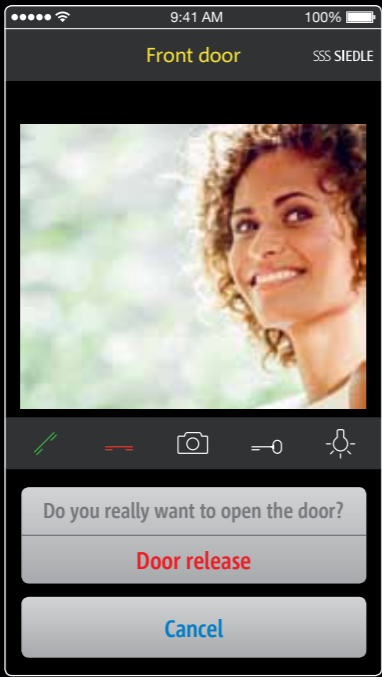 9:41 AM
100%
Front door
SSS SIEDLE
Do you really want to open the door?
Door release
Cancel